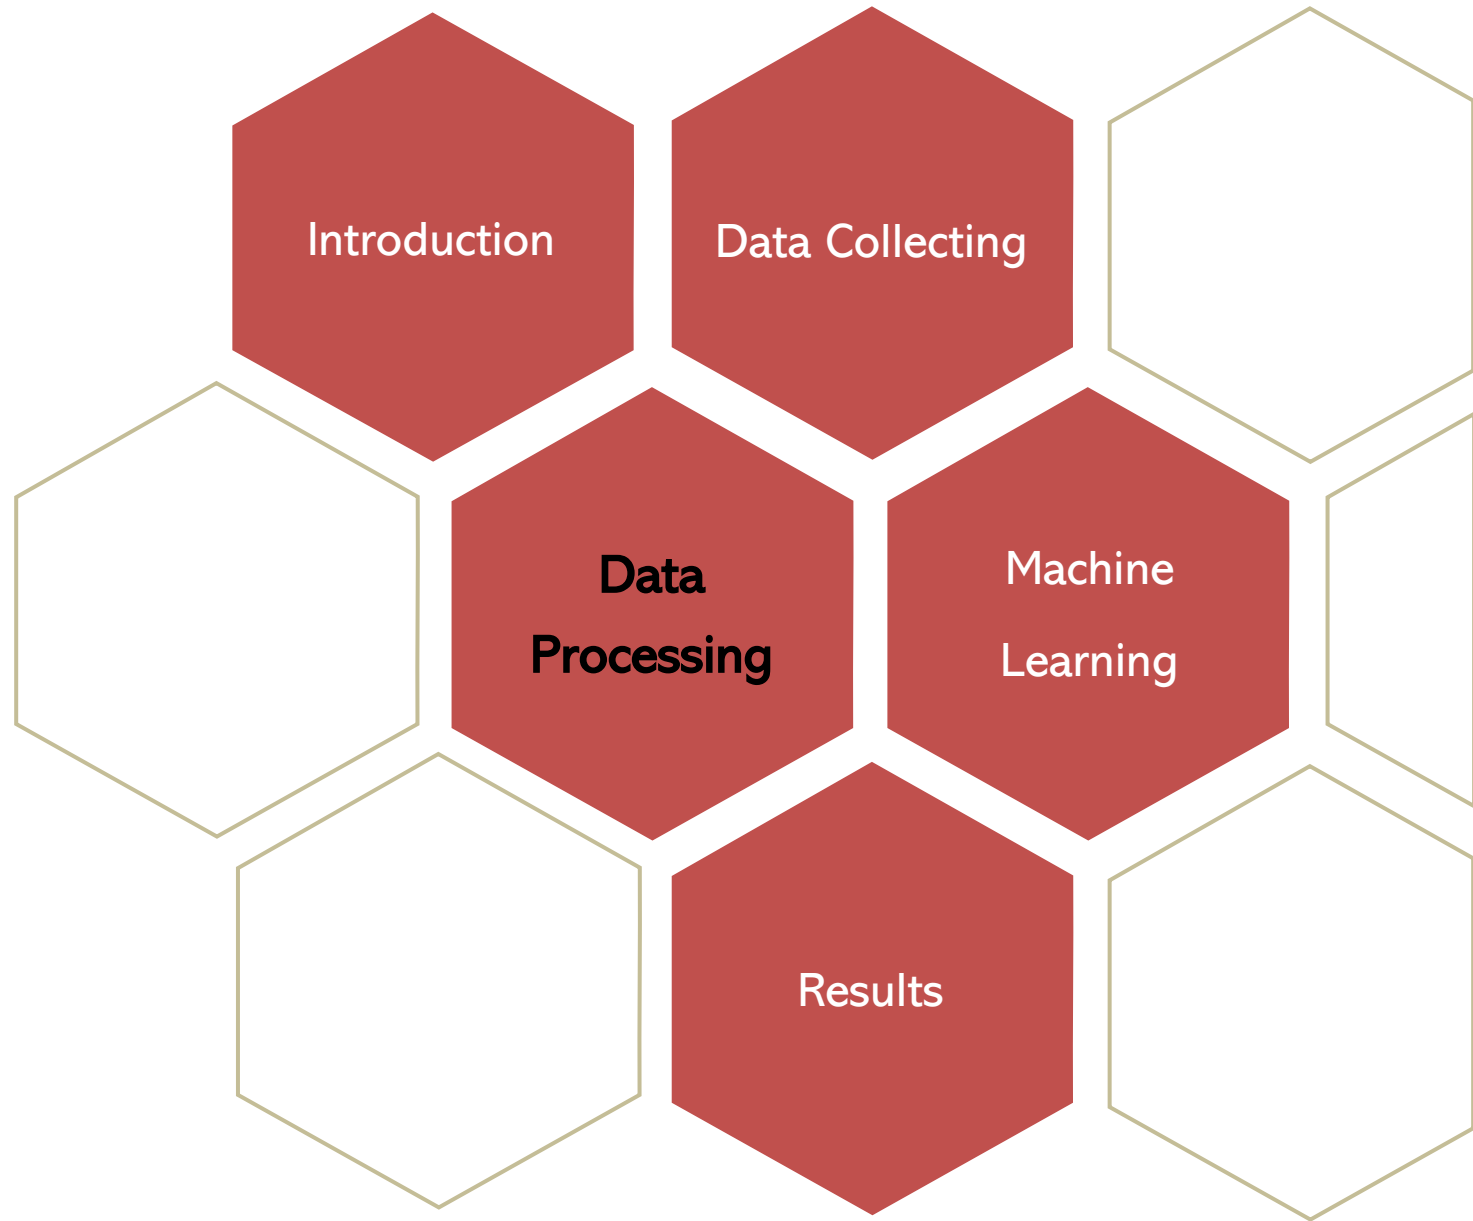 Introduction
Data Collecting
Data
Processing
Machine
Learning
Results